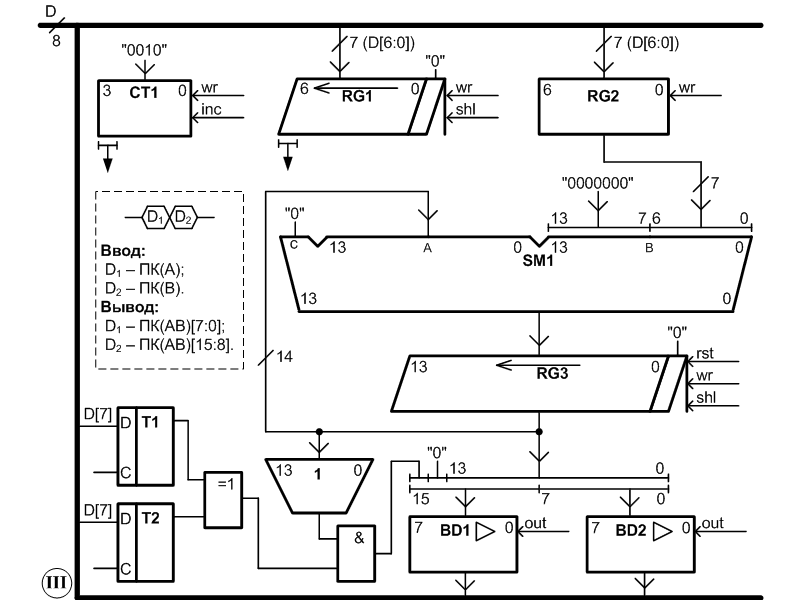 D
8
"0010"
3 CT1 0
wr
inc
7 (D[6:0])
"0"
6 RG1 0
wr
shl
7 (D[6:0])
6 RG2 0
wr
7
"0000000"
13 7 6 0
"0"
C 13 A 0 13 B 0
SM1
13 0
D1 D2
Ввод:
D1 – ПК(А);
D2 – ПК(В).
Вывод:
D1 – ПК(АВ)[7:0];
D2 – ПК(АВ)[15:8].
14
"0"
13 RG3 0
rst
wr
shl
D[7]
D T1
C
D[7]
D T2
C
=1
13 1 0
&
"0" 13 0
15 7 0
7 BD1 0
out
7 BD2 0
out
III